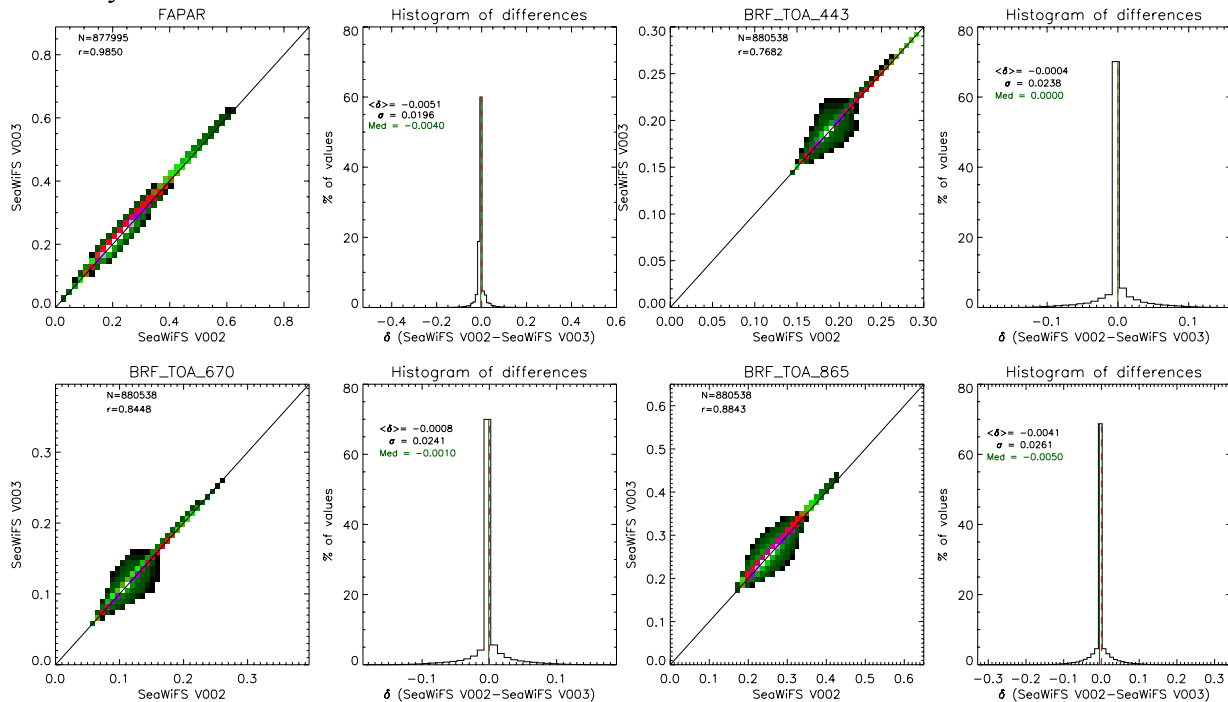 FAPAR
N=877995
r=0.9850
SeaWiFS V003
0.8
0.6
0.4
0.2
0.0
0.0 0.2 0.4 0.6 0.8
SeaWiFS V002
Histogram of differences
<δ>= -0.0051
σ = 0.0196
Med = -0.0040
% of values
80
60
40
20
0
-0.4 -0.2 0.0 0.2 0.4 0.6
δ (SeaWiFS V002-SeaWiFS V003)
BRF_TOA_443
N=880538
r=0.7682
SeaWiFS V003
0.30
0.25
0.20
0.15
0.10
0.05
0.00
0.00 0.05 0.10 0.15 0.20 0.25 0.30
SeaWiFS V002
Histogram of differences
<δ>= -0.0004
σ = 0.0238
Med = 0.0000
% of values
80
60
40
20
0
-0.1 0.0 0.1
δ (SeaWiFS V002-SeaWiFS V003)
BRF_TOA_670
N=880538
r=0.8448
SeaWiFS V003
0.3
0.2
0.1
0.0
0.0 0.1 0.2 0.3
SeaWiFS V002
Histogram of differences
<δ>= -0.0008
σ = 0.0241
Med = -0.0010
% of values
80
60
40
20
0
-0.1 0.0 0.1
δ (SeaWiFS V002-SeaWiFS V003)
BRF_TOA_865
N=880538
r=0.8843
SeaWiFS V003
0.6
0.5
0.4
0.3
0.2
0.1
0.0
0.0 0.1 0.2 0.3 0.4 0.5 0.6
SeaWiFS V002
Histogram of differences
<δ>= -0.0041
σ = 0.0261
Med = -0.0050
% of values
80
60
40
20
0
-0.3 -0.2 -0.1 0.0 0.1 0.2 0.3
δ (SeaWiFS V002-SeaWiFS V003)